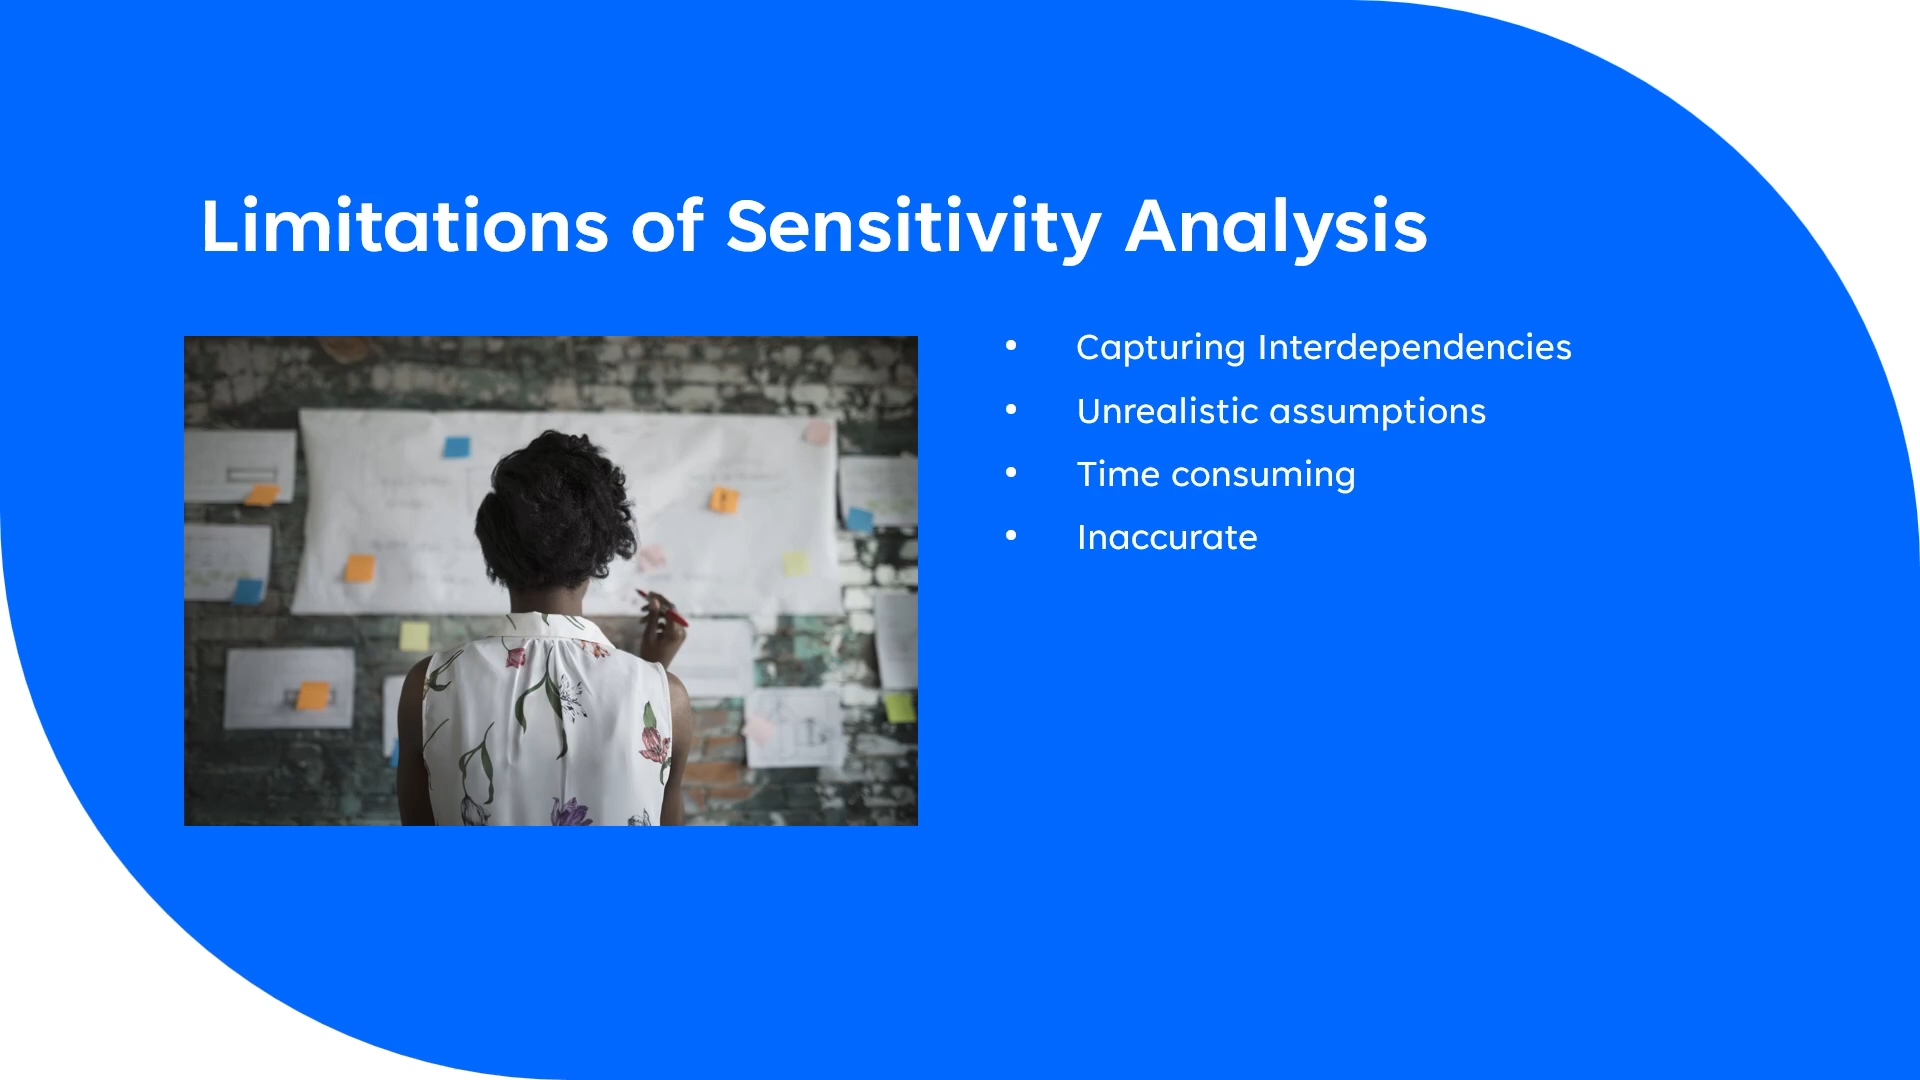 Limitations of Sensitivity Analysis
• Capturing Interdependencies
• Unrealistic assumptions
• Time consuming
• Inaccurate